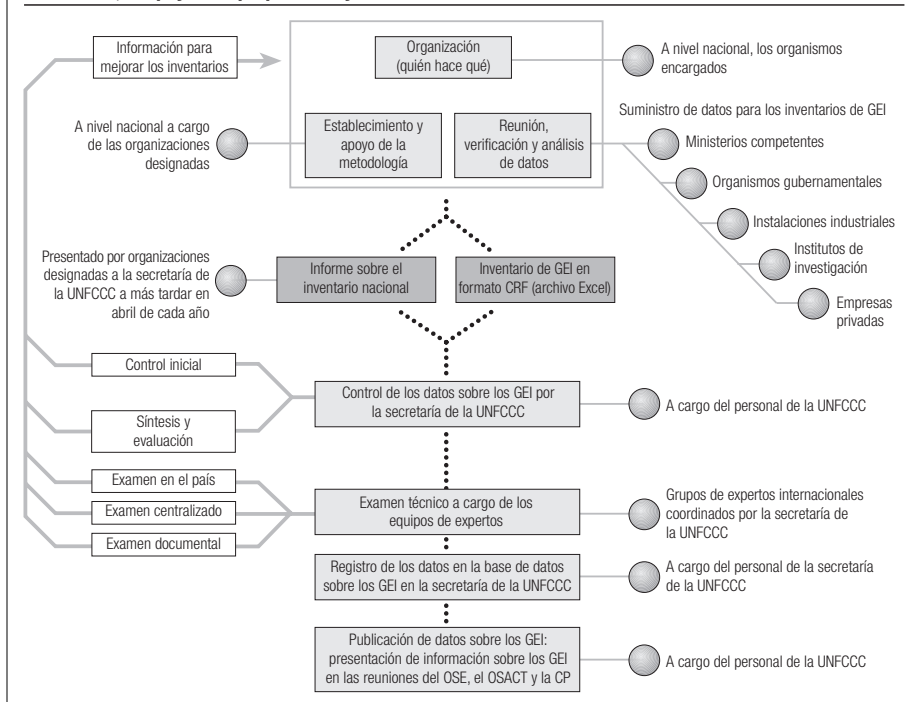 Información para
mejorar los inventarios
Organización
(quién hace qué)
A nivel nacional, los organismos
encargados
A nivel nacional a cargo
de las organizaciones
designadas
Establecimiento y
apoyo de la
metodología
Reunión,
verificación y análisis
de datos
Suministro de datos para los inventarios de GEI
Ministerios competentes
Organismos gubernamentales
Instalaciones industriales
Institutos de
investigación
Empresas
privadas
Presentado por organizaciones
designadas a la secretaría de
la UNFCCC a más tardar en
abril de cada año
Informe sobre el
inventario nacional
Inventario de GEI en
formato CRF (archivo Excel)
Control inicial
Síntesis y
evaluación
Control de los datos sobre los GEI por
la secretaría de la UNFCCC
A cargo del personal de la UNFCCC
Examen en el país
Examen centralizado
Examen documental
Examen técnico a cargo de los
equipos de expertos
Grupos de expertos internacionales
coordinados por la secretaría de
la UNFCCC
Registro de los datos en la base de datos
sobre los GEI en la secretaría de la UNFCCC
A cargo del personal de la secretaría
de la UNFCCC
Publicación de datos sobre los GEI:
presentación de información sobre los GEI
en las reuniones del OSE, el OSACT y la CP
A cargo del personal de la UNFCCC